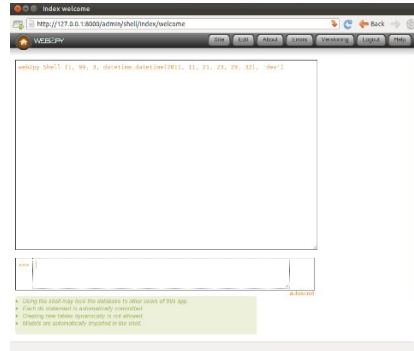 Index welcome
http://127.0.0.1:8000/admin/shell/index/welcome
Back
WEB2PY
Site Edit About Errors Versioning Logout Help
web2py Shell (1, 99, 3, datetime.datetime(2011, 11, 21, 23, 29, 32), 'dev')
>>>
autoscroll
Using the shell may lock the database to other users of this app.
Each db statement is automatically committed.
Creating new tables dynamically is not allowed.
Models are automatically imported in the shell.